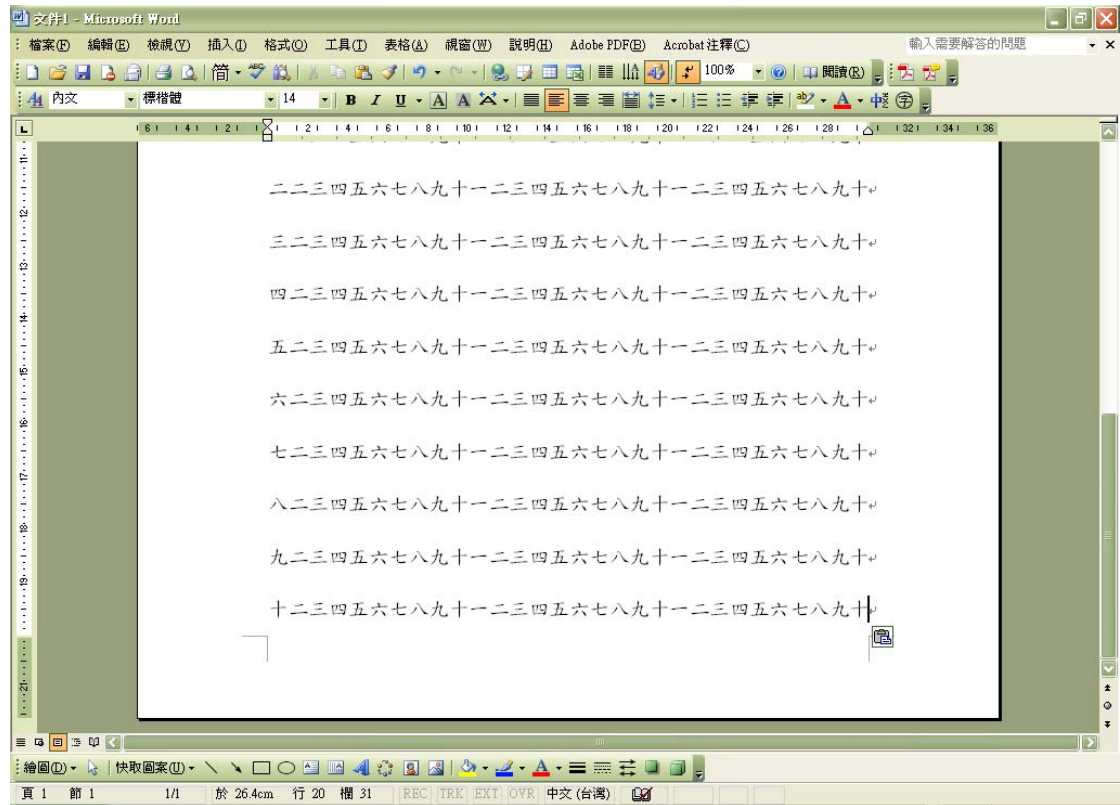 文件1 - Microsoft Word
檔案(F) 編輯(E) 檢視(V) 插入(I) 格式(O) 工具(T) 表格(A) 視窗(W) 說明(H) Adobe PDF(B) Acrobat 注釋(C) 輸入需要解答的問題
简 100% 閱讀(R)
內文 標楷體 14 B I U A A A
二二三四五六七八九十一二三四五六七八九十一二三四五六七八九十
三二三四五六七八九十一二三四五六七八九十一二三四五六七八九十
四二三四五六七八九十一二三四五六七八九十一二三四五六七八九十
五二三四五六七八九十一二三四五六七八九十一二三四五六七八九十
六二三四五六七八九十一二三四五六七八九十一二三四五六七八九十
七二三四五六七八九十一二三四五六七八九十一二三四五六七八九十
八二三四五六七八九十一二三四五六七八九十一二三四五六七八九十
九二三四五六七八九十一二三四五六七八九十一二三四五六七八九十
十二三四五六七八九十一二三四五六七八九十一二三四五六七八九十
繪圖(D) 快取圖案(U)
頁 1 節 1 1/1 於 26.4cm 行 20 欄 31 REC TRK EXT OVR 中文 (台灣)